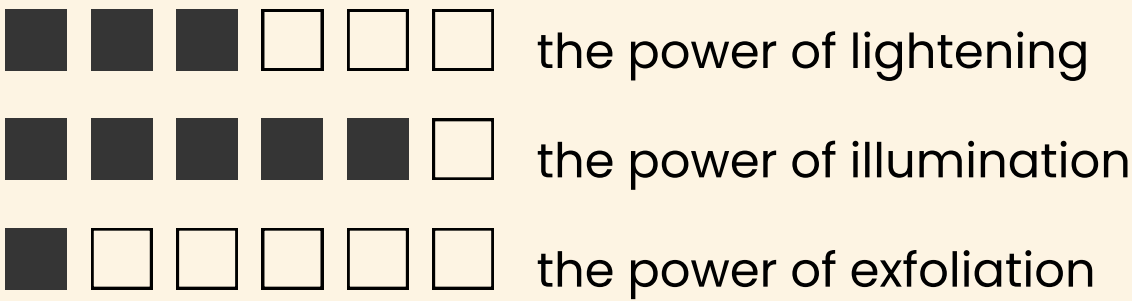 the power of lightening
the power of illumination
the power of exfoliation